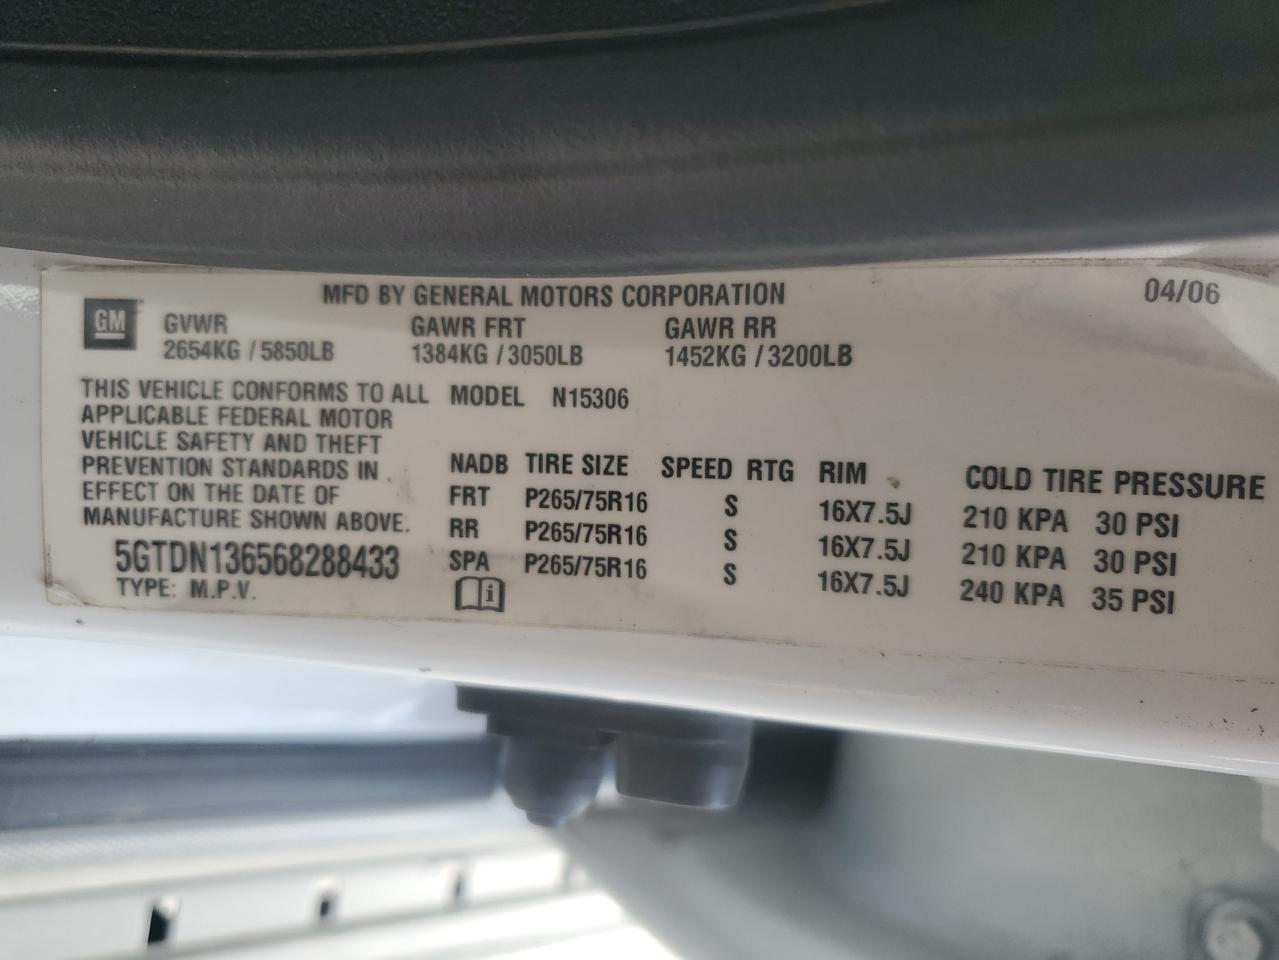 MFD BY GENERAL MOTORS CORPORATION 04/06
GM
GVWR GAWR FRT GAWR RR
2654KG / 5850LB 1384KG / 3050LB 1452KG / 3200LB
THIS VEHICLE CONFORMS TO ALL
APPLICABLE FEDERAL MOTOR
VEHICLE SAFETY AND THEFT
PREVENTION STANDARDS IN
EFFECT ON THE DATE OF
MANUFACTURE SHOWN ABOVE.
5GTDN136568288433
TYPE: M.P.V.
MODEL N15306
NADB TIRE SIZE SPEED RTG RIM COLD TIRE PRESSURE
FRT P265/75R16 S 16X7.5J 210 KPA 30 PSI
RR P265/75R16 S 16X7.5J 210 KPA 30 PSI
SPA P265/75R16 S 16X7.5J 240 KPA 35 PSI
i